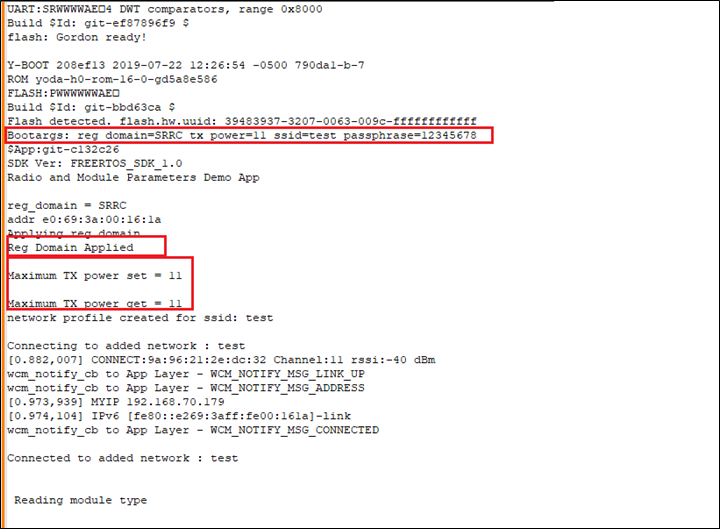 UART:SRWWWWAE□4 DWT comparators, range 0x8000
Build $Id: git-ef87896f9 $
flash: Gordon ready!
Y-BOOT 208ef13 2019-07-22 12:26:54 -0500 790da1-b-7
ROM yoda-h0-rom-16-0-gd5a8e586
FLASH:PWWWWWWAE□
Build $Id: git-bbd63ca $
Flash detected. flash.hw.uuid: 39483937-3207-0063-009c-ffffffffffff
Bootargs: reg_domain=SRRC tx_power=11 ssid=test passphrase=12345678
$App:git-c132c26
SDK Ver: FREERTOS_SDK_1.0
Radio and Module Parameters Demo App
reg_domain = SRRC
addr e0:69:3a:00:16:1a
Applying reg domain
Reg Domain Applied
Maximum TX power set = 11
Maximum TX power get = 11
network profile created for ssid: test
Connecting to added network : test
[0.882,007] CONNECT:9a:96:21:2e:dc:32 Channel:11 rssi:-40 dBm
wcm_notify_cb to App Layer - WCM_NOTIFY_MSG_LINK_UP
wcm_notify_cb to App Layer - WCM_NOTIFY_MSG_ADDRESS
[0.973,939] MYIP 192.168.70.179
[0.974,104] IPv6 [fe80::e269:3aff:fe00:161a]-link
wcm_notify_cb to App Layer - WCM_NOTIFY_MSG_CONNECTED
Connected to added network : test
Reading module type